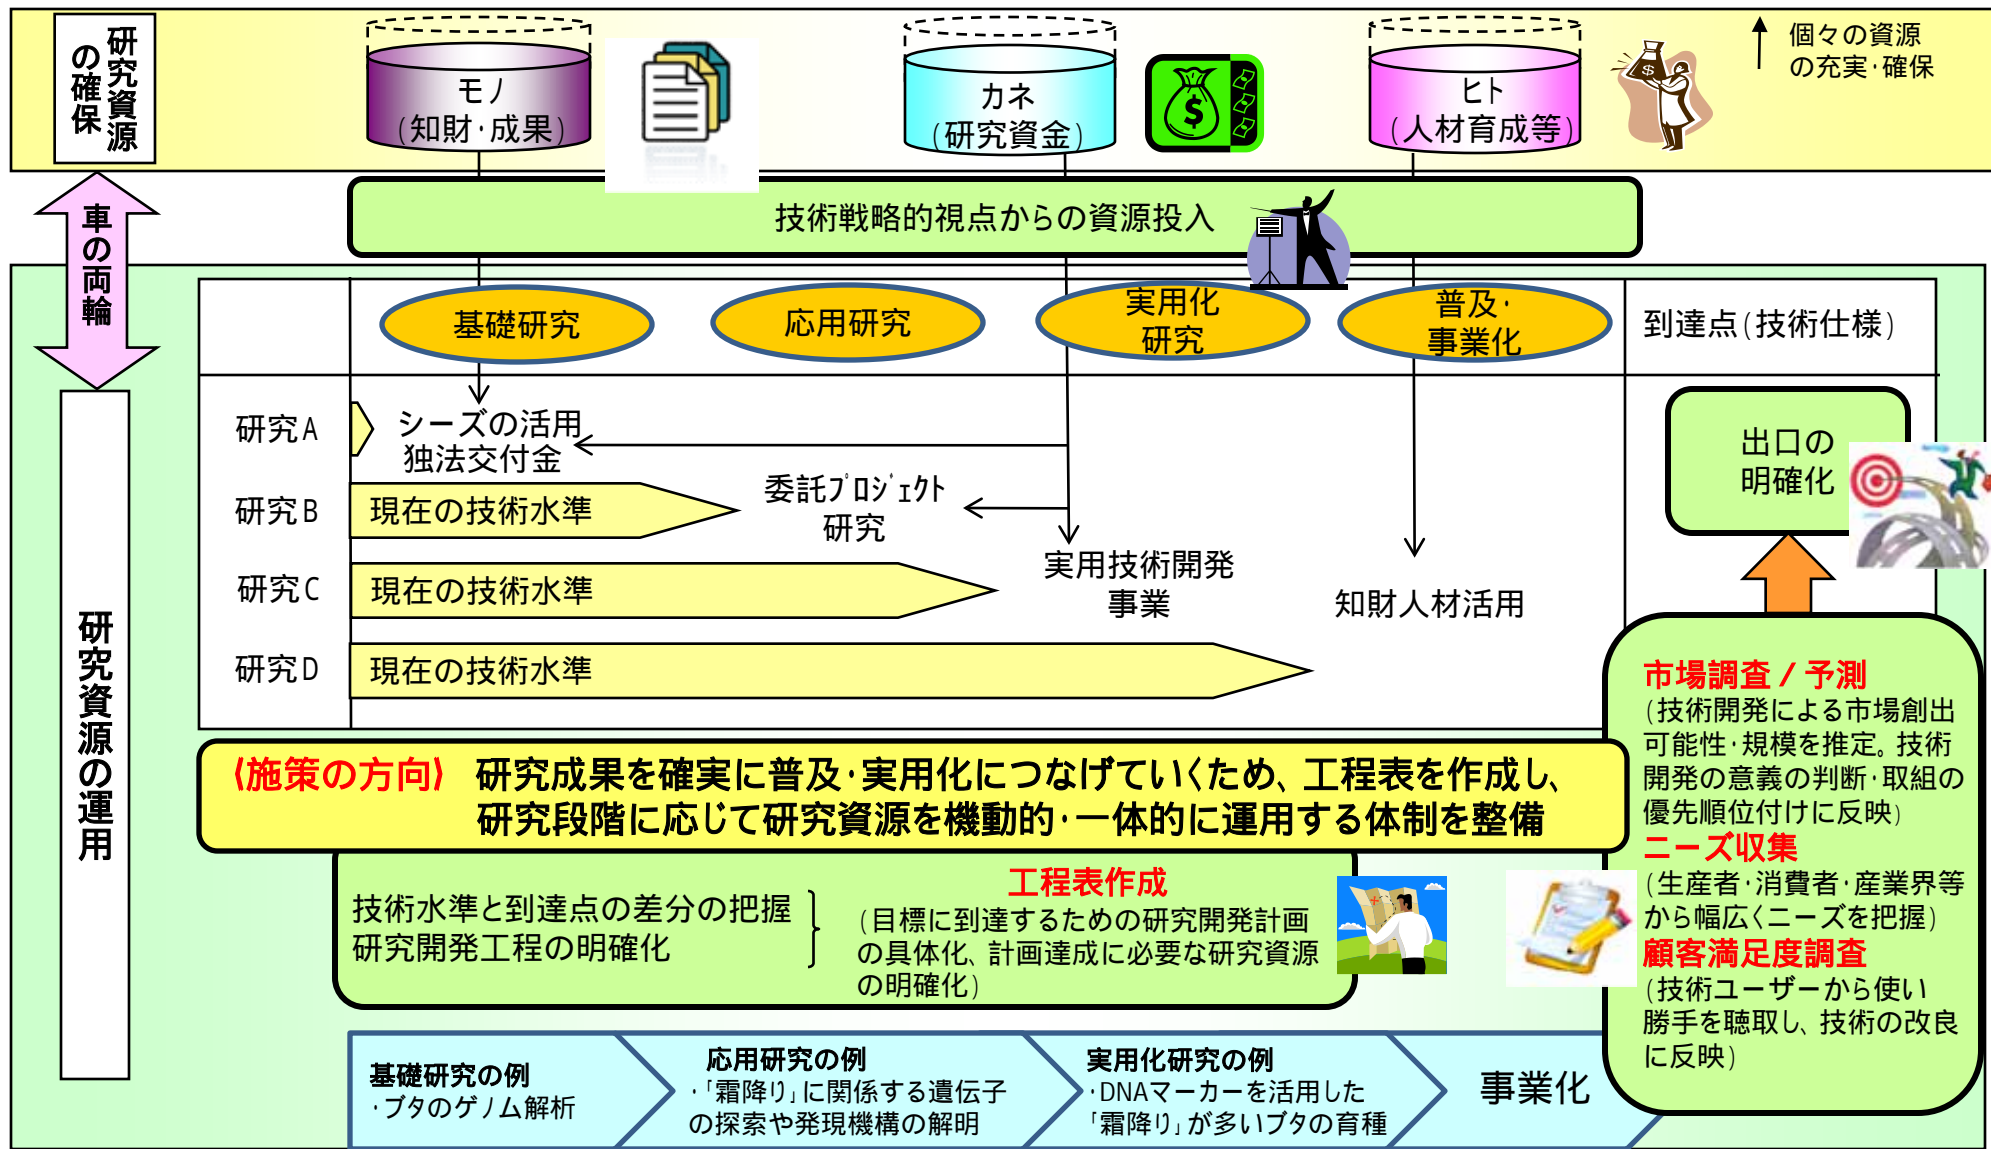 研究資源
の確保
モノ
(知財･成果)
カネ
(研究資金)
ヒト
(人材育成等)
個々の資源
の充実･確保
車の両輪
技術戦略的視点からの資源投入
基礎研究
応用研究
実用化
研究
普及･
事業化
到達点(技術仕様)
研究A
シーズの活用
独法交付金
研究B
現在の技術水準
委託ﾌﾟﾛｼﾞｪｸﾄ
研究
研究C
現在の技術水準
実用技術開発
事業
知財人材活用
研究D
現在の技術水準
出口の
明確化
研究資源の運用
市場調査/予測
(技術開発による市場創出
可能性･規模を推定。技術
開発の意義の判断･取組の
優先順位付けに反映)
ニーズ収集
(生産者･消費者･産業界等
から幅広くニーズを把握)
顧客満足度調査
(技術ユーザーから使い
勝手を聴取し、技術の改良
に反映)
《施策の方向》 研究成果を確実に普及･実用化につなげていくため、工程表を作成し、
研究段階に応じて研究資源を機動的･一体的に運用する体制を整備
技術水準と到達点の差分の把握
研究開発工程の明確化
工程表作成
(目標に到達するための研究開発計画
の具体化、計画達成に必要な研究資源
の明確化)
基礎研究の例
･ブタのゲノム解析
応用研究の例
･「霜降り」に関係する遺伝子
の探索や発現機構の解明
実用化研究の例
･DNAマーカーを活用した
「霜降り」が多いブタの育種
事業化